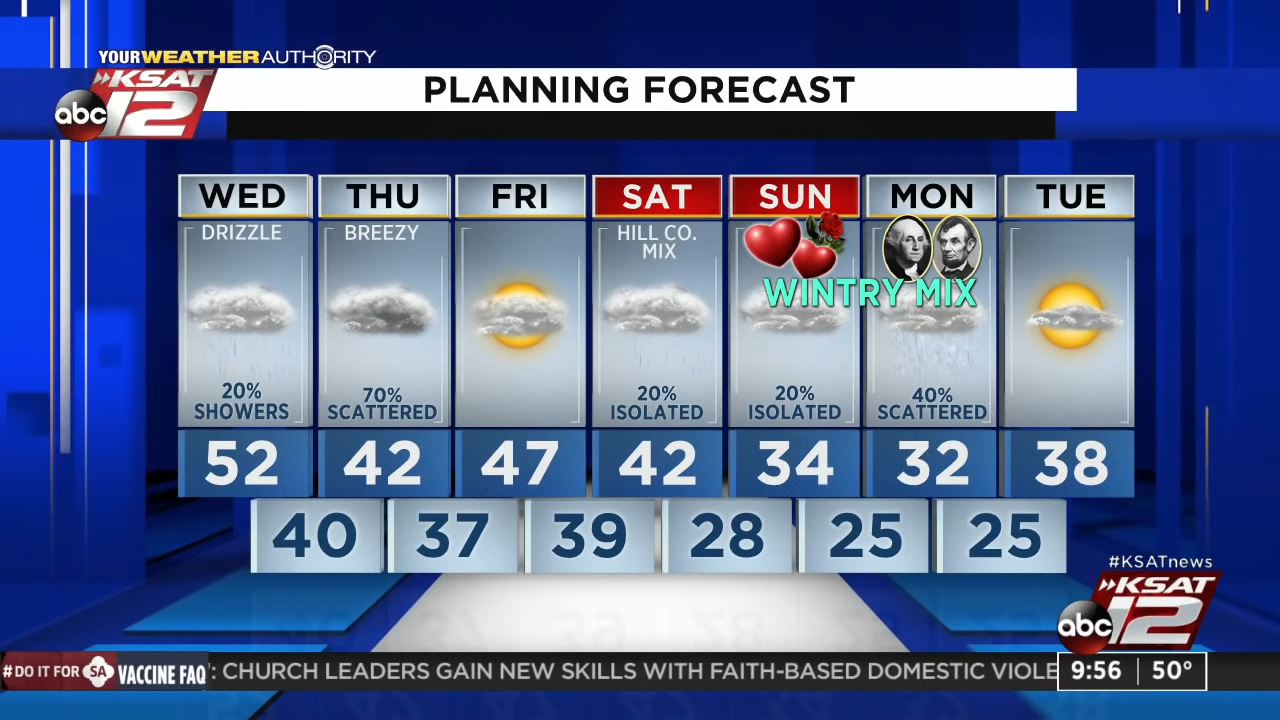 YOURWEATHERAUTHORITY
KSAT
abc 12
PLANNING FORECAST
WED THU FRI SAT SUN MON TUE
DRIZZLE BREEZY HILL CO.
MIX
WINTRY MIX
20% 70% 20% 20% 40%
SHOWERS SCATTERED ISOLATED ISOLATED SCATTERED
52 42 47 42 34 32 38
40 37 39 28 25 25
#KSATnews
KSAT
abc 12
#DO IT FOR SA VACCINE FAQ : CHURCH LEADERS GAIN NEW SKILLS WITH FAITH-BASED DOMESTIC VIOLE 9:56 50°